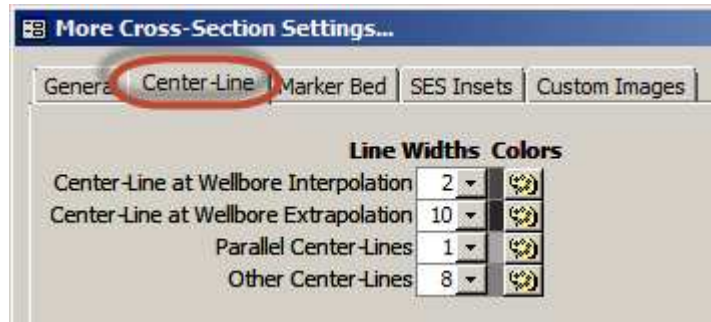 More Cross-Section Settings...
General Center-Line Marker Bed SES Insets Custom Images
Line Widths Colors
Center-Line at Wellbore Interpolation 2
Center-Line at Wellbore Extrapolation 10
Parallel Center-Lines 1
Other Center-Lines 8